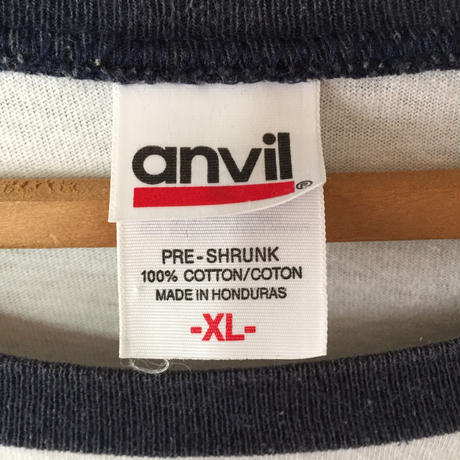 anvil®
PRE-SHRUNK
100% COTTON/COTON
MADE IN HONDURAS
-XL-